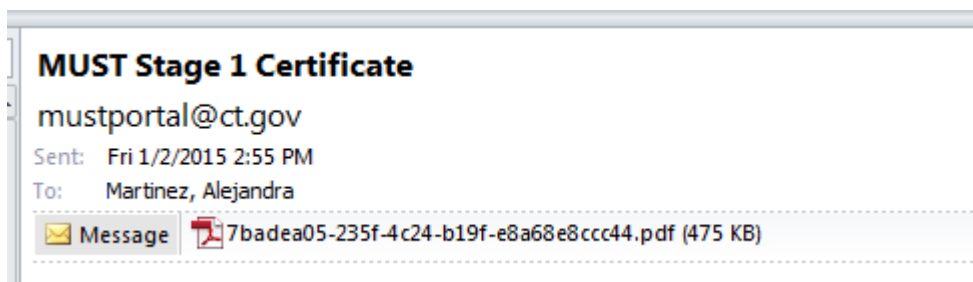 MUST Stage 1 Certificate
mustportal@ct.gov
Sent: Fri 1/2/2015 2:55 PM
To: Martinez, Alejandra
Message 7badea05-235f-4c24-b19f-e8a68e8ccc44.pdf (475 KB)